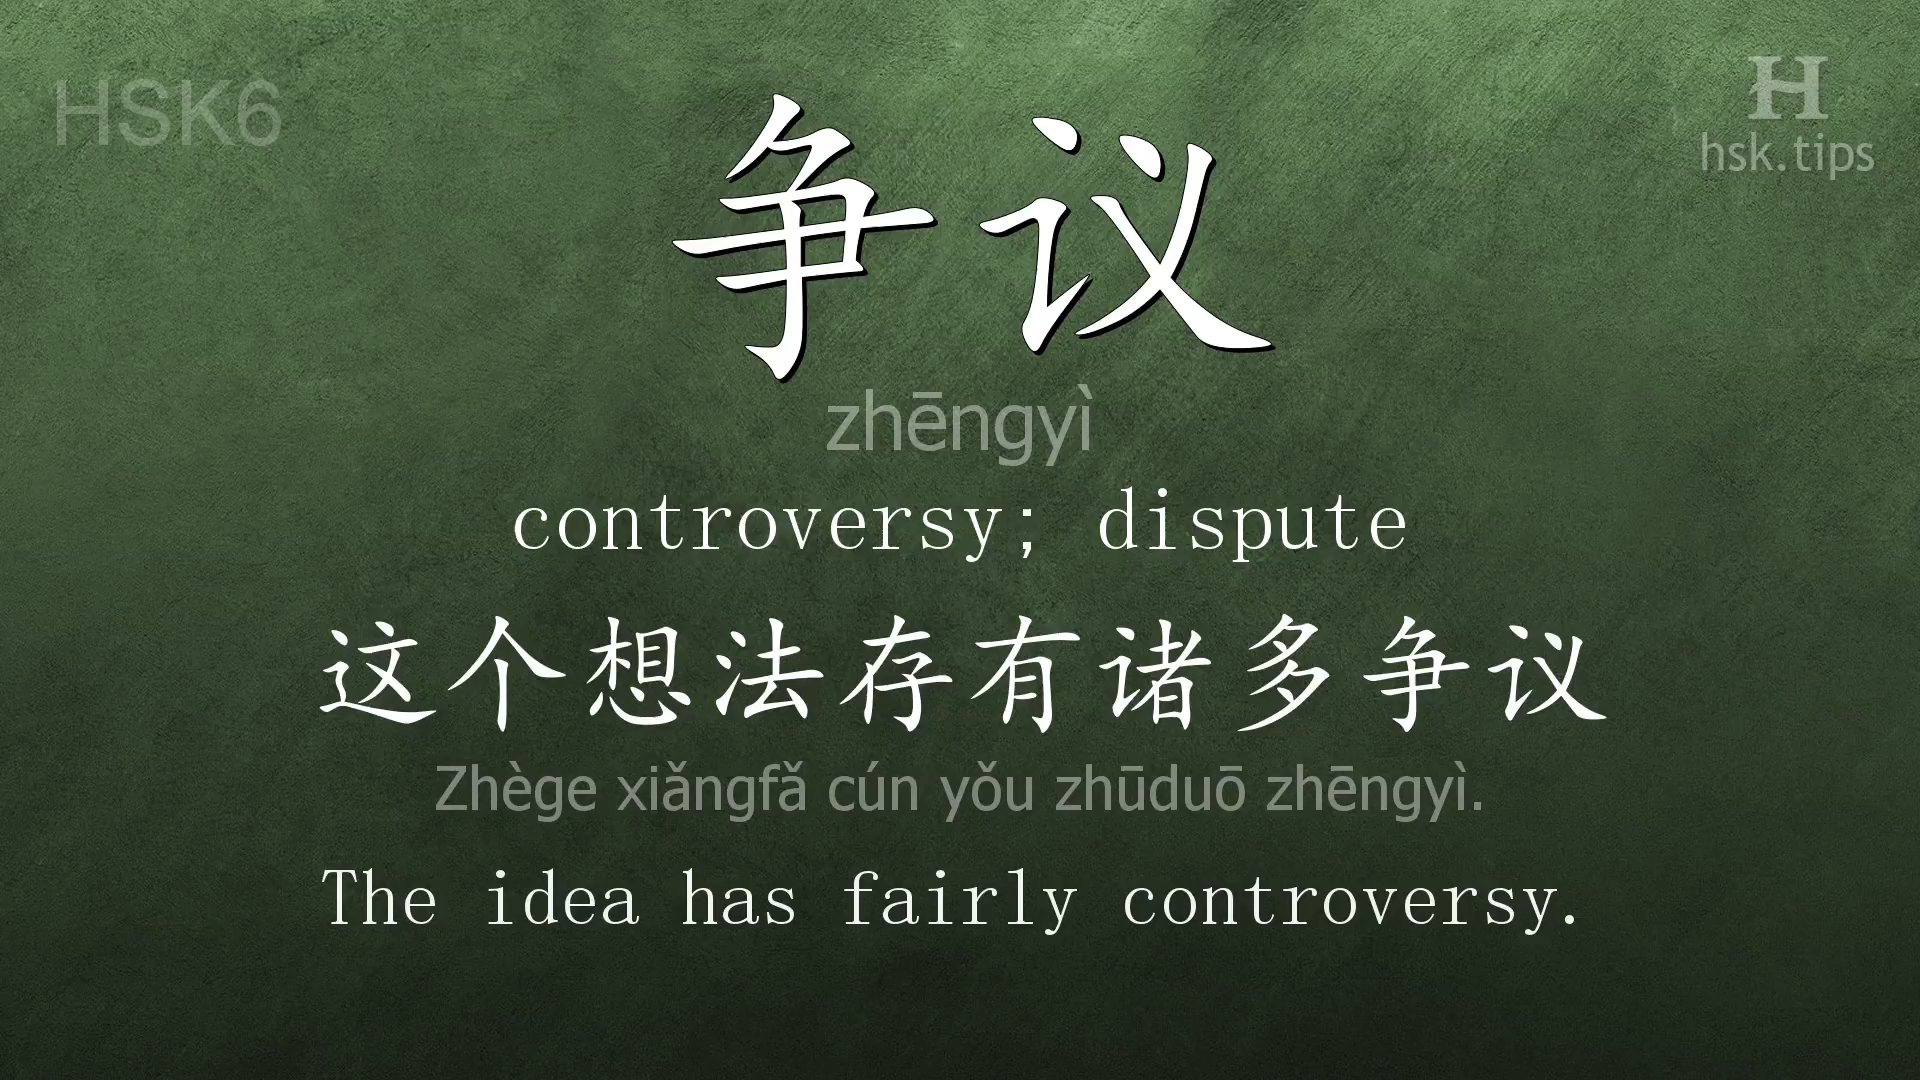 HSK6
H
hsk.tips
争议
zhēngyì
controversy; dispute
这个想法存有诸多争议
Zhège xiǎngfǎ cún yǒu zhūduō zhēngyì.
The idea has fairly controversy.